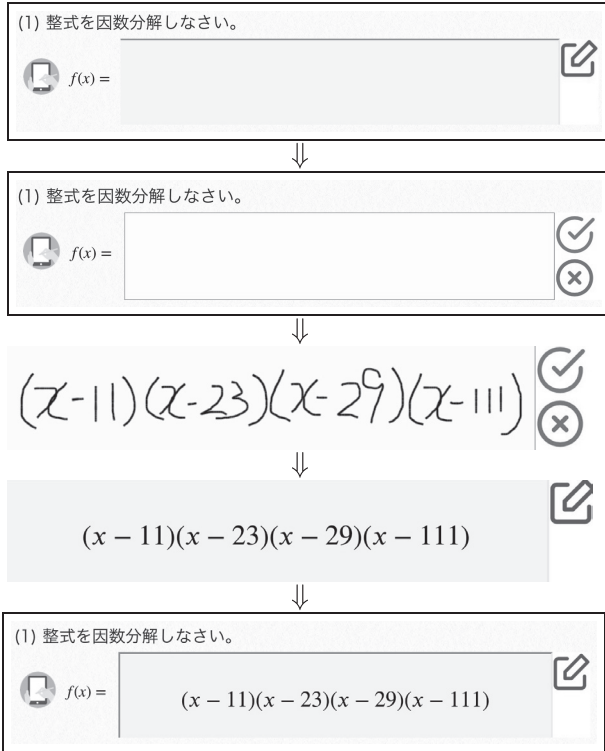 (1) 整式を因数分解しなさい。
f(x) =
⇓
(1) 整式を因数分解しなさい。
f(x) =
⇓
(x-11)(x-23)(x-29)(x-111)
⇓
(x − 11)(x − 23)(x − 29)(x − 111)
⇓
(1) 整式を因数分解しなさい。
f(x) = (x − 11)(x − 23)(x − 29)(x − 111)